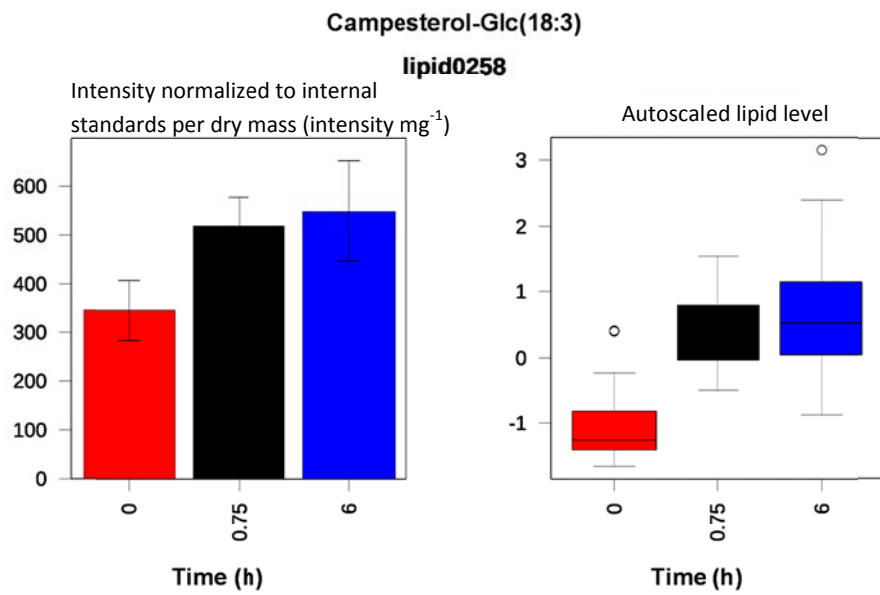 Campesterol-Glc(18:3)
lipid0258
Intensity normalized to internal
standards per dry mass (intensity mg-1)
600
500
400
300
200
100
0
0
0.75
6
Time (h)
Autoscaled lipid level
3
2
1
0
-1
0
0.75
6
Time (h)